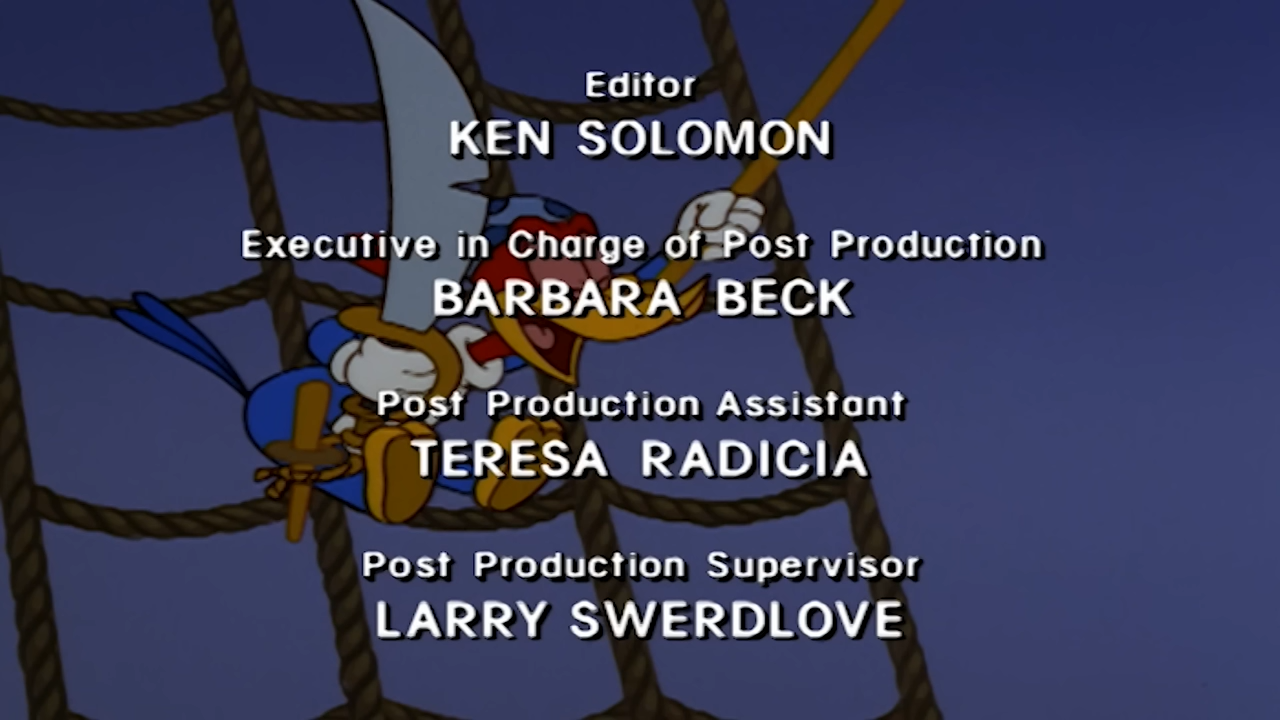 Editor
KEN SOLOMON
Executive in Charge of Post Production
BARBARA BECK
Post Production Assistant
TERESA RADICIA
Post Production Supervisor
LARRY SWERDLOVE